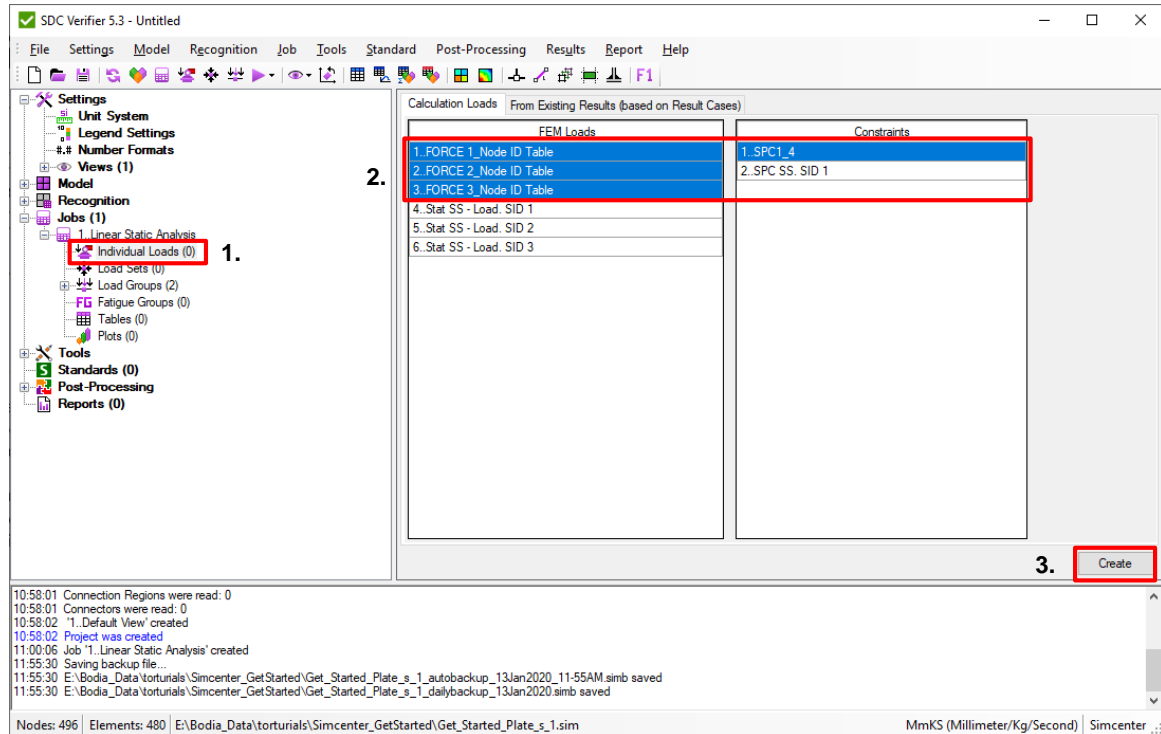 SDC Verifier 5.3 - Untitled
File Settings Model Recognition Job Tools Standard Post-Processing Results Report Help
F1
Settings
Unit System
Legend Settings
#.# Number Formats
Views (1)
Model
Recognition
Jobs (1)
1..Linear Static Analysis
Individual Loads (0)
1.
Load Sets (0)
Load Groups (2)
FG Fatigue Groups (0)
Tables (0)
Plots (0)
Tools
S Standards (0)
Post-Processing
Reports (0)
Calculation Loads From Existing Results (based on Result Cases)
FEM Loads Constraints
2.
1..FORCE 1_Node ID Table 1..SPC1_4
2..FORCE 2_Node ID Table 2..SPC SS. SID 1
3..FORCE 3_Node ID Table
4..Stat SS - Load. SID 1
5..Stat SS - Load. SID 2
6..Stat SS - Load. SID 3
3. Create
10:58:01 Connection Regions were read: 0
10:58:01 Connectors were read: 0
10:58:02 '1..Default View' created
10:58:02 Project was created
11:00:06 Job '1..Linear Static Analysis' created
11:55:30 Saving backup file...
11:55:30 E:\Bodia_Data\torturials\Simcenter_GetStarted\Get_Started_Plate_s_1_autobackup_13Jan2020_11-55AM.simb saved
11:55:30 E:\Bodia_Data\torturials\Simcenter_GetStarted\Get_Started_Plate_s_1_dailybackup_13Jan2020.simb saved
Nodes: 496 Elements: 480 E:\Bodia_Data\torturials\Simcenter_GetStarted\Get_Started_Plate_s_1.sim MmKS (Millimeter/Kg/Second) Simcenter